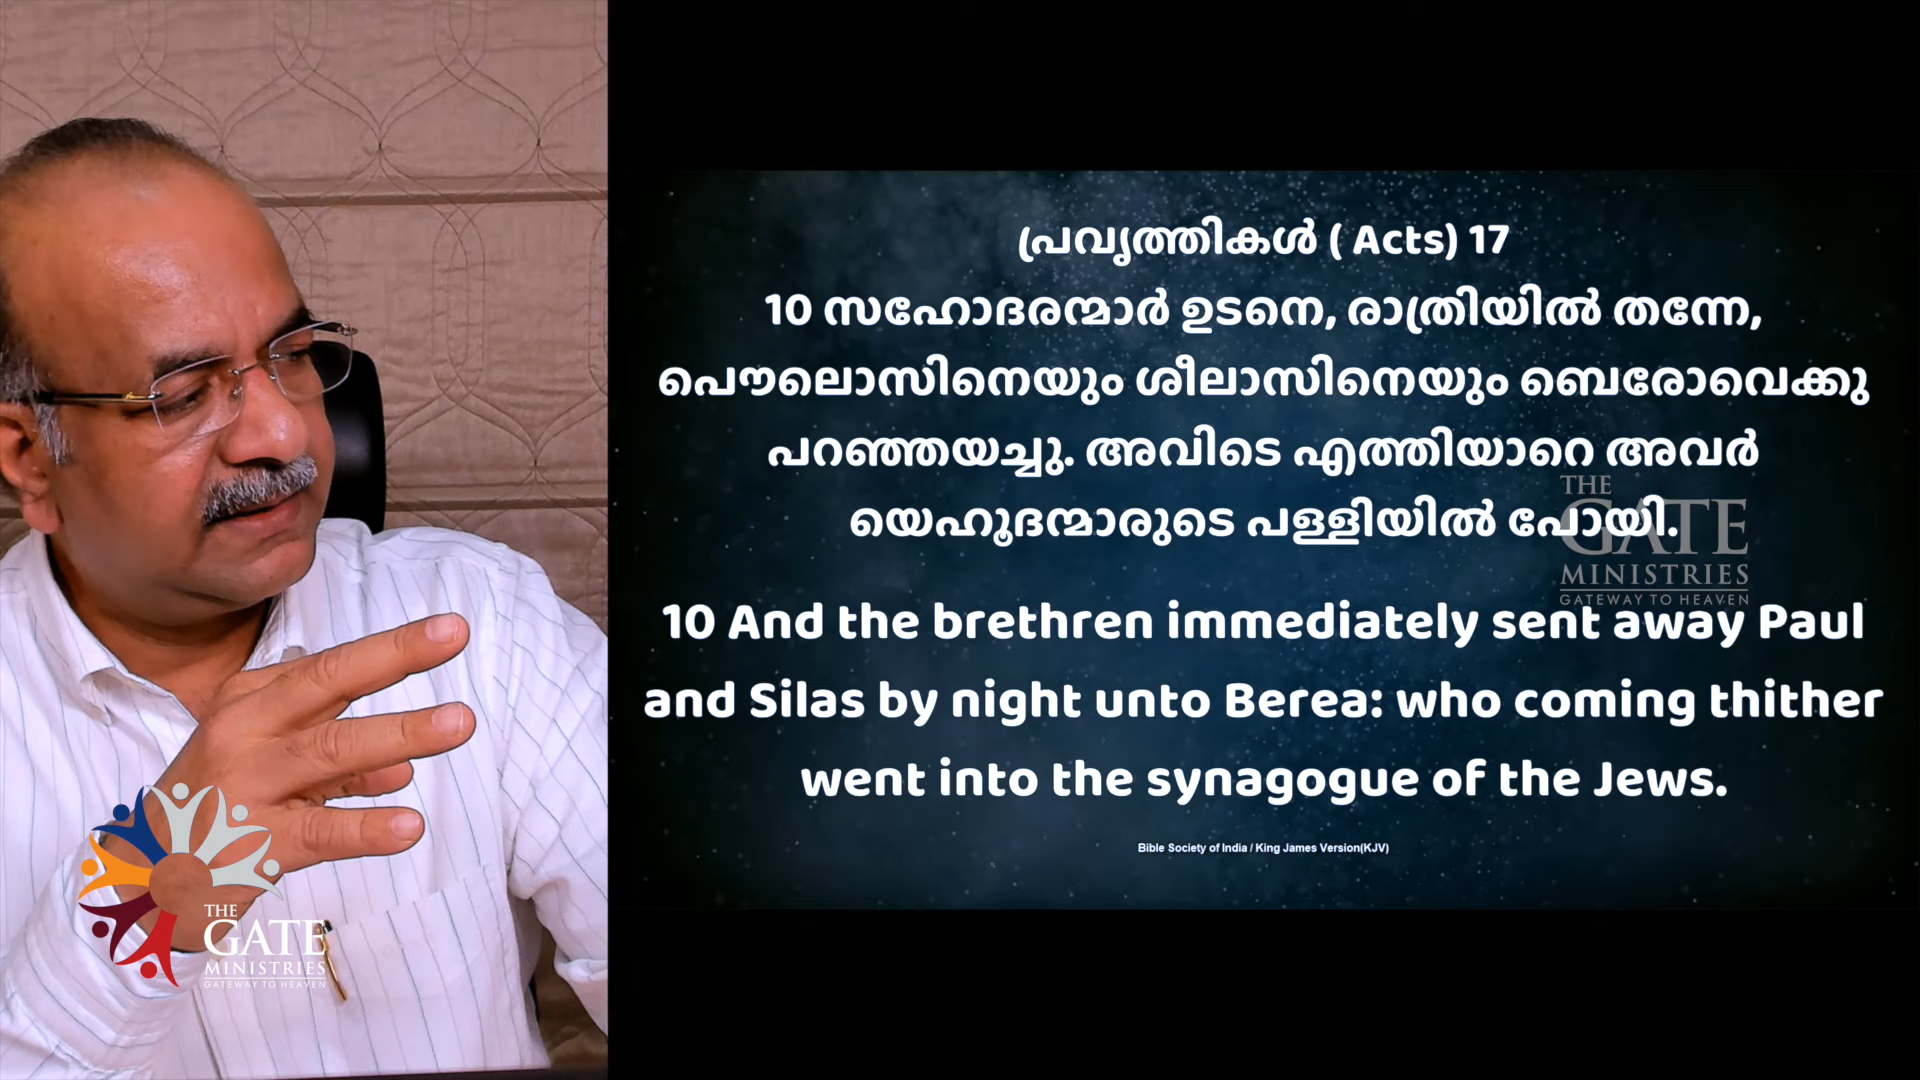 പ്രവൃത്തികൾ ( Acts) 17
10 സഹോദരന്മാർ ഉടനെ, രാത്രിയിൽ തന്നേ,
പൌലൊസിനെയും ശീലാസിനെയും ബെരോവെക്കു
പറഞ്ഞയച്ചു. അവിടെ എത്തിയാറെ അവർ
യെഹൂദന്മാരുടെ പള്ളിയിൽ പോയി.
THE
GATE
MINISTRIES
GATEWAY TO HEAVEN
10 And the brethren immediately sent away Paul
and Silas by night unto Berea: who coming thither
went into the synagogue of the Jews.
Bible Society of India / King James Version(KJV)
THE
GATE
MINISTRIES
GATEWAY TO HEAVEN